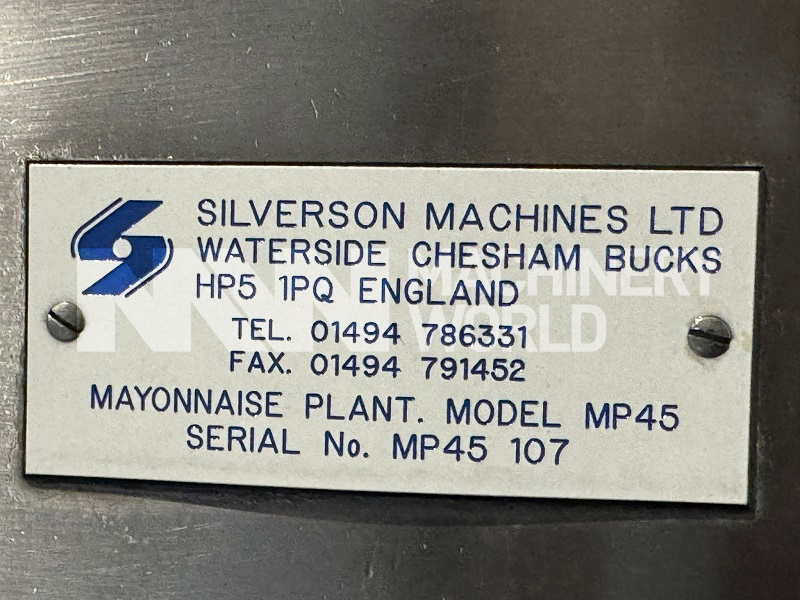 SILVERSON MACHINES LTD
WATERSIDE CHESHAM BUCKS
HP5 1PQ ENGLAND
TEL. 01494 786331
FAX. 01494 791452
MAYONNAISE PLANT. MODEL MP45
SERIAL No. MP45 107
MACHINERY
WORLD